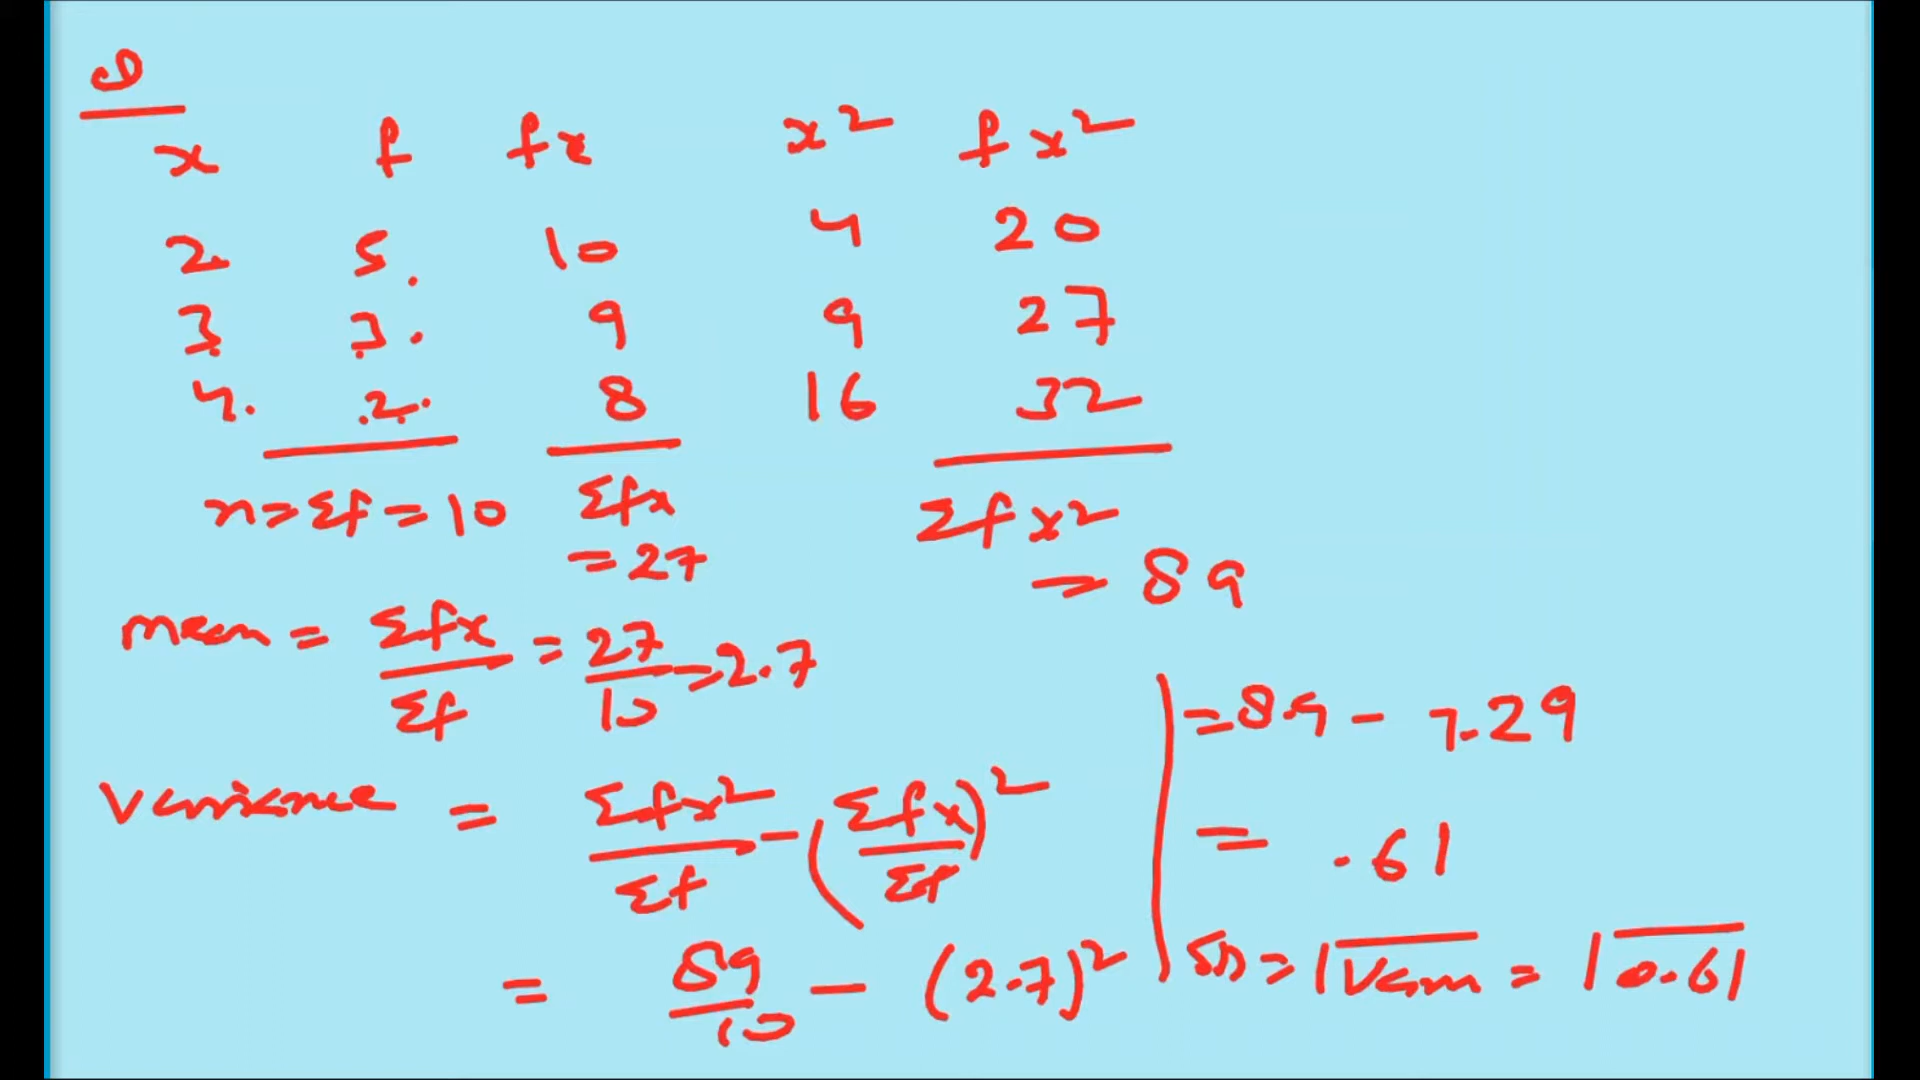 x f fx x² fx²
2 5. 10 4 20
3 3. 9 9 27
4. 2. 8 16 32
n=Σf=10 Σfx Σfx²
=27
= 89
mean = Σfx/Σf = 27/10 = 2.7
Variance = Σfx²/Σf - (Σfx/Σf)²
= 89/10 - (2.7)²
= 8.9 - 7.29
= .61
SD = √Var = √0.61